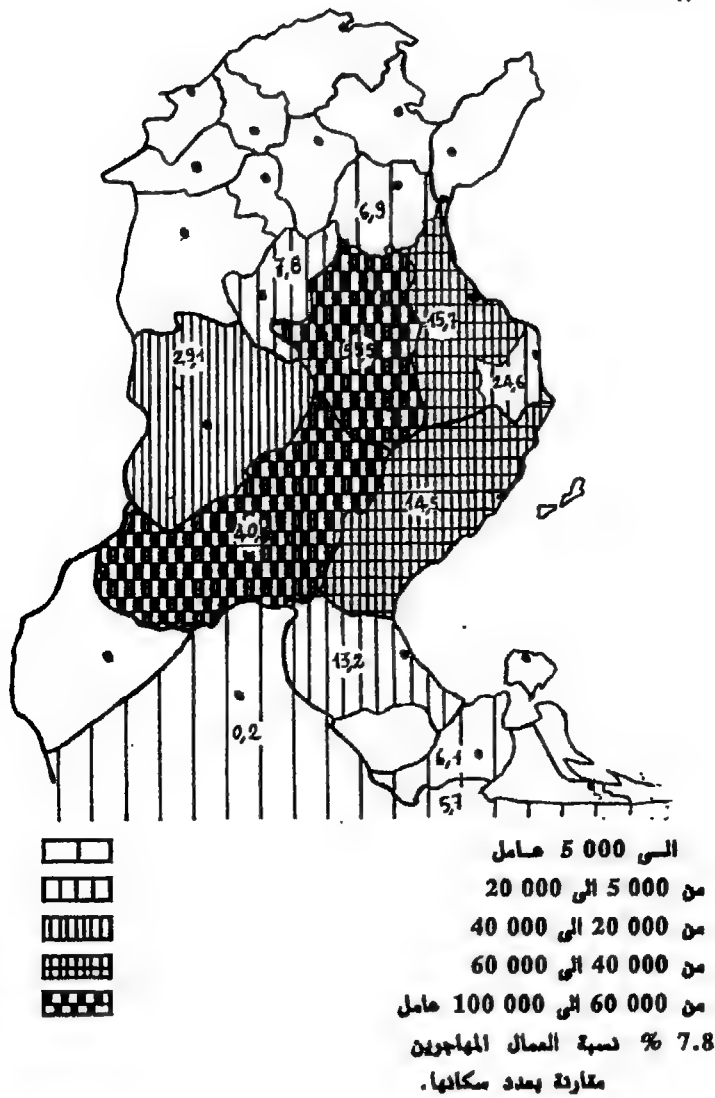 6,9
7,8
15,7
29,1
24,6
14,5
40,
13,2
0,2
6,1
5,7
الى 000 5 عامل
من 000 5 الى 000 20
من 000 20 الى 000 40
من 000 40 الى 000 60
من 000 60 الى 000 100 عامل
7.8 % نسبة العمال المهاجرين
مقارنة بعدد سكانها.